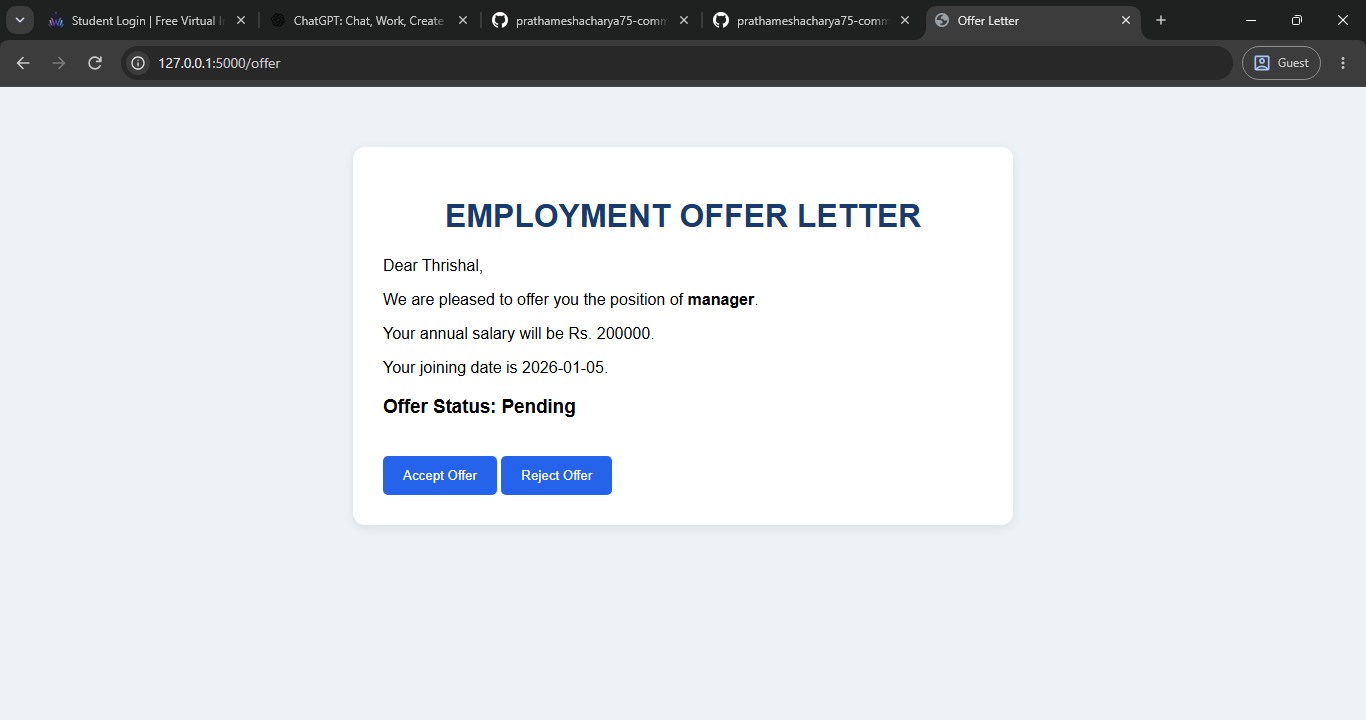 Student Login | Free Virtual I
ChatGPT: Chat, Work, Create
prathameshacharya75-comm
prathameshacharya75-comm
Offer Letter
127.0.0.1:5000/offer
Guest
EMPLOYMENT OFFER LETTER
Dear Thrishal,
We are pleased to offer you the position of manager.
Your annual salary will be Rs. 200000.
Your joining date is 2026-01-05.
Offer Status: Pending
Accept Offer Reject Offer